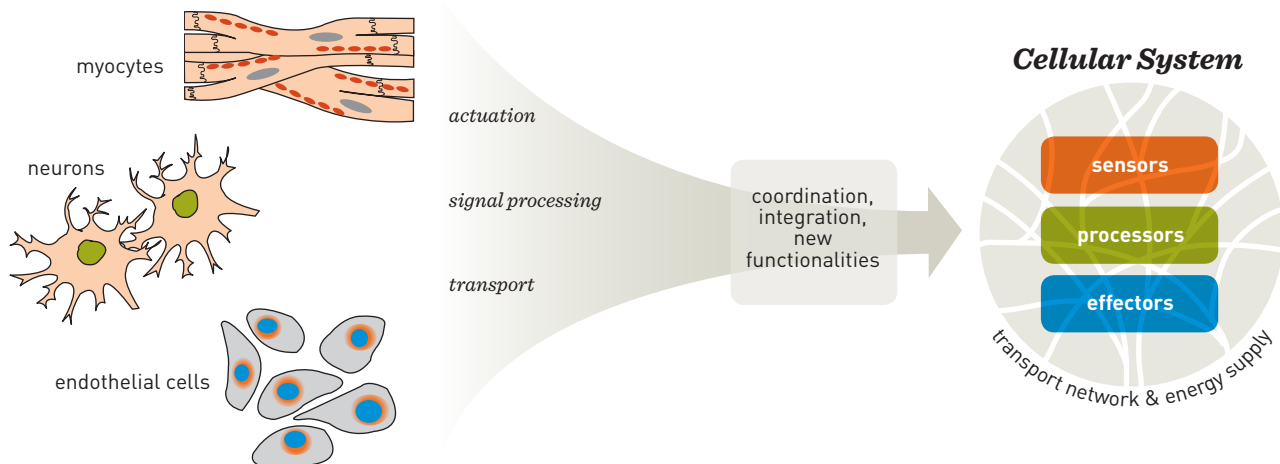 myocytes
neurons
endothelial cells
actuation
signal processing
transport
coordination,
integration,
new
functionalities
Cellular System
sensors
processors
effectors
transport network & energy supply